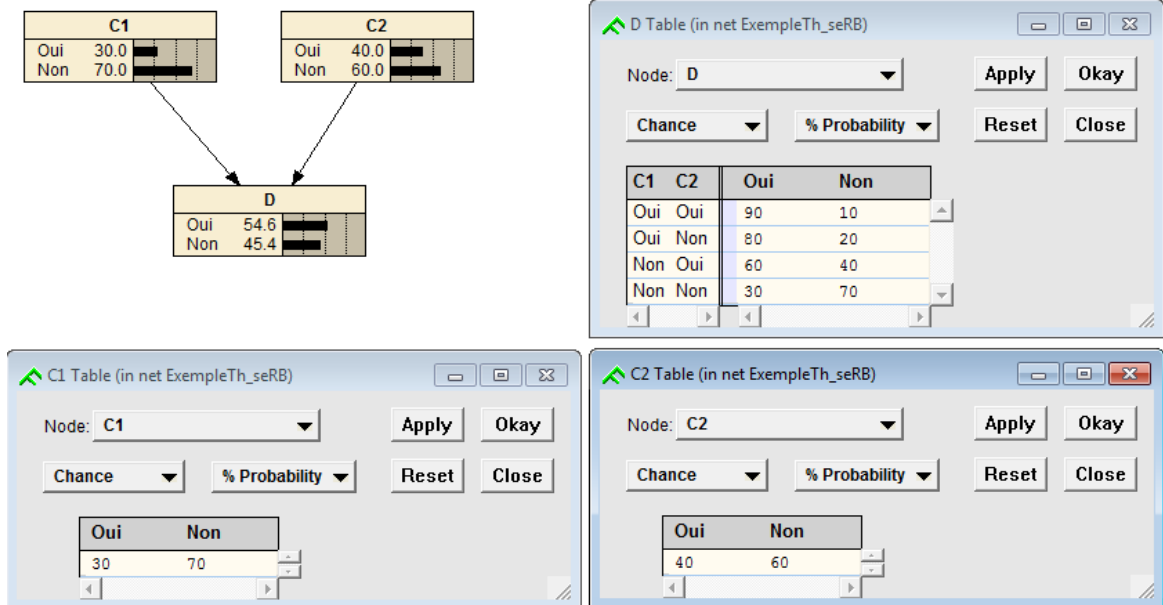 C1
Oui 30.0
Non 70.0
C2
Oui 40.0
Non 60.0
D
Oui 54.6
Non 45.4
D Table (in net ExempleTh_seRB)
Node: D
Apply Okay
Chance % Probability Reset Close
C1 C2 Oui Non
Oui Oui 90 10
Oui Non 80 20
Non Oui 60 40
Non Non 30 70
C1 Table (in net ExempleTh_seRB)
Node: C1 Apply Okay
Chance % Probability Reset Close
Oui Non
30 70
C2 Table (in net ExempleTh_seRB)
Node: C2 Apply Okay
Chance % Probability Reset Close
Oui Non
40 60